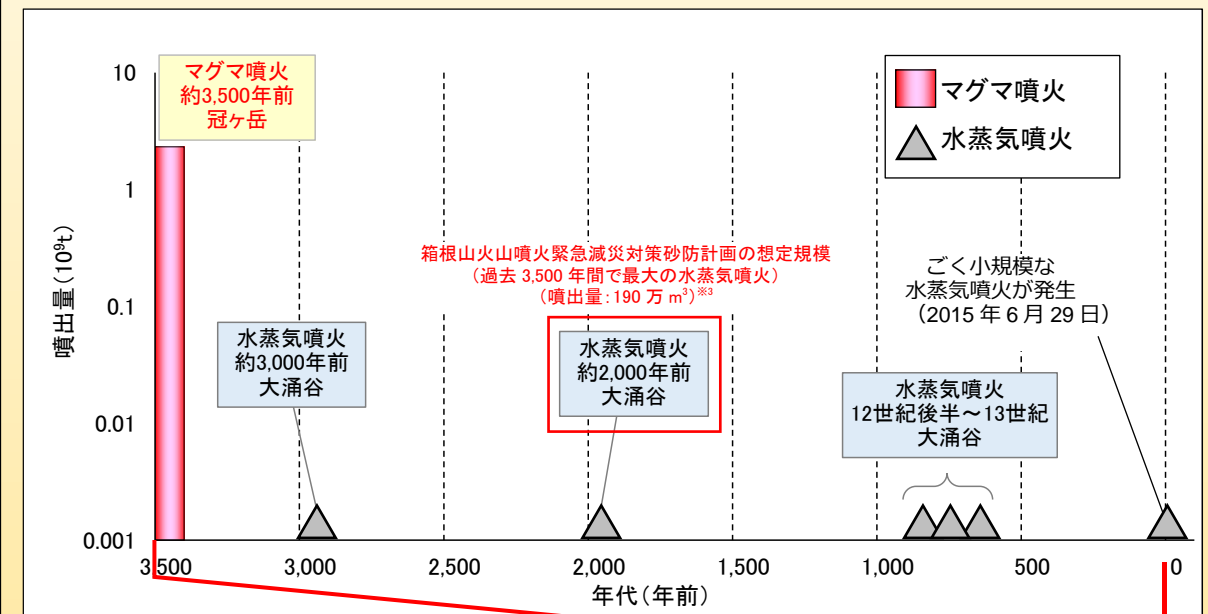 マグマ噴火
約3,500年前
冠ヶ岳
マグマ噴火
水蒸気噴火
噴出量(10⁹t)
10
1
0.1
0.01
0.001
箱根山火山噴火緊急減災対策砂防計画の想定規模
(過去 3,500 年間で最大の水蒸気噴火)
(噴出量:190 万 m³)※3
ごく小規模な
水蒸気噴火が発生
(2015 年 6 月 29 日)
水蒸気噴火
約3,000年前
大涌谷
水蒸気噴火
約2,000年前
大涌谷
水蒸気噴火
12世紀後半~13世紀
大涌谷
3,500
3,000
2,500
2,000
1,500
1,000
500
0
年代(年前)